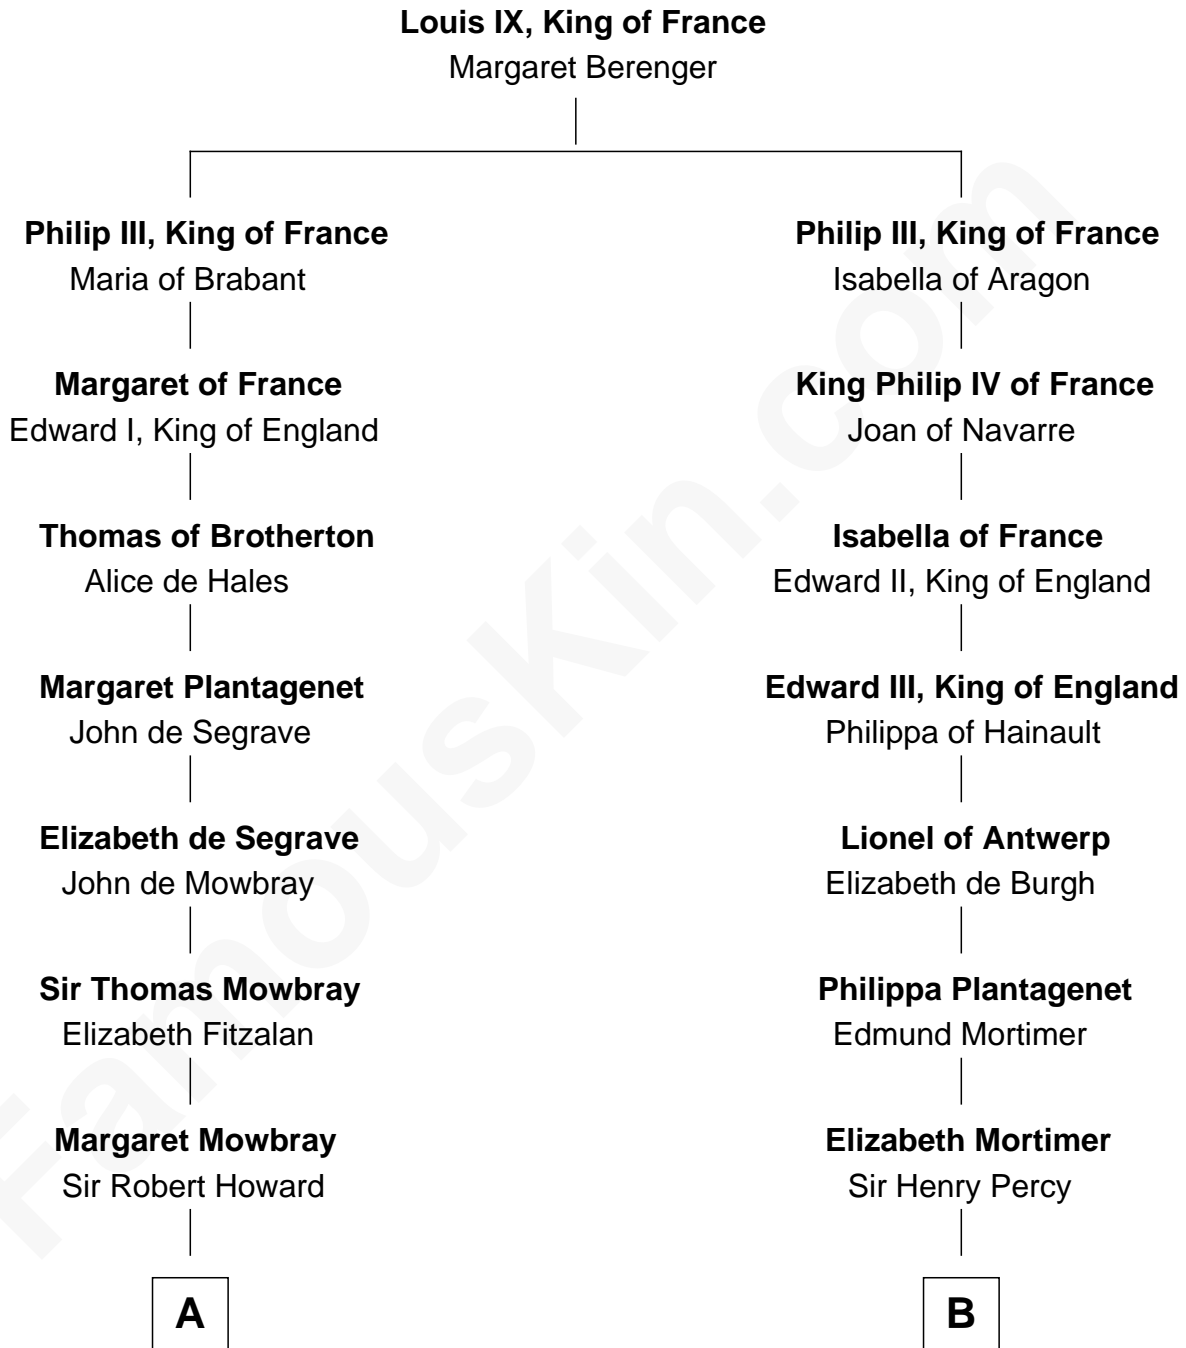 Louis IX, King of France
Margaret Berenger
Philip III, King of France
Maria of Brabant
Margaret of France
Edward I, King of England
Thomas of Brotherton
Alice de Hales
Margaret Plantagenet
John de Segrave
Elizabeth de Segrave
John de Mowbray
Sir Thomas Mowbray
Elizabeth Fitzalan
Margaret Mowbray
Sir Robert Howard
A
Philip III, King of France
Isabella of Aragon
King Philip IV of France
Joan of Navarre
Isabella of France
Edward II, King of England
Edward III, King of England
Philippa of Hainault
Lionel of Antwerp
Elizabeth de Burgh
Philippa Plantagenet
Edmund Mortimer
Elizabeth Mortimer
Sir Henry Percy
B
FamousKin.com